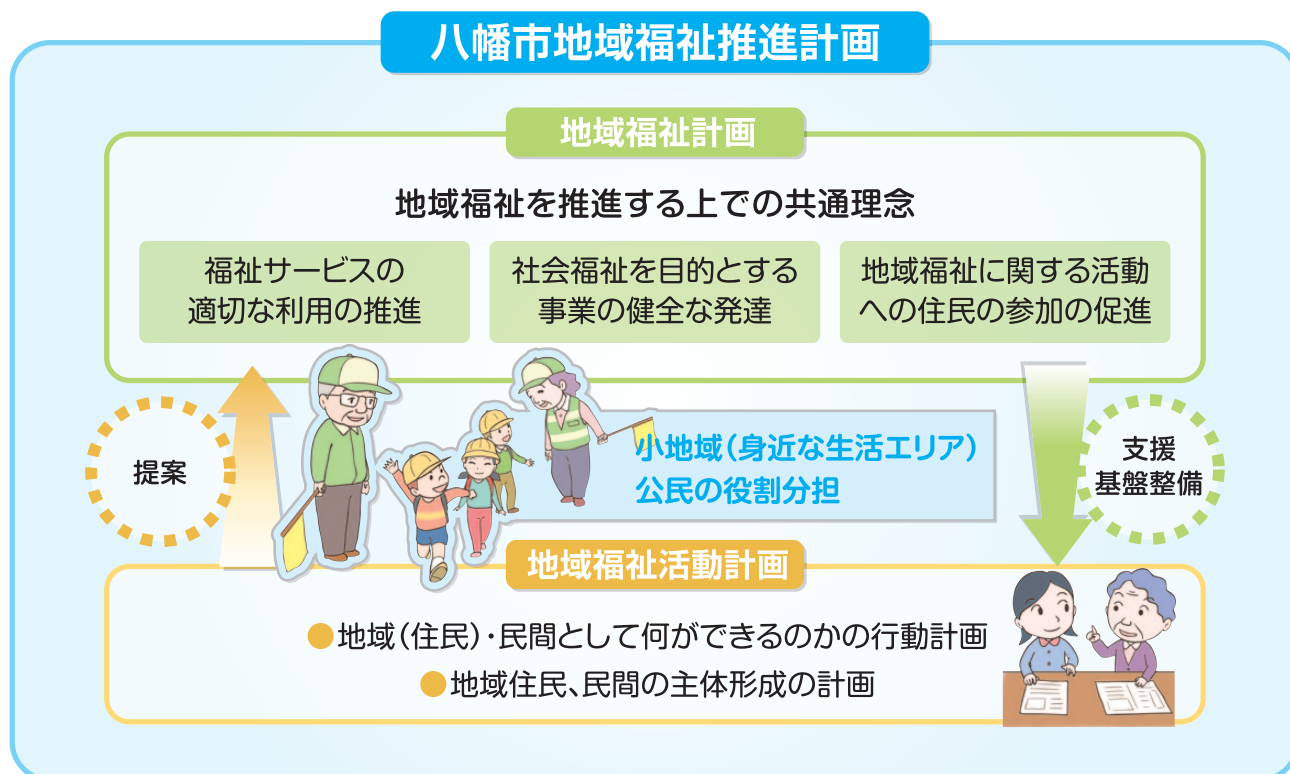 八幡市地域福祉推進計画
地域福祉計画
地域福祉を推進する上での共通理念
福祉サービスの
適切な利用の推進
社会福祉を目的とする
事業の健全な発達
地域福祉に関する活動
への住民の参加の促進
提案
小地域（身近な生活エリア）
公民の役割分担
支援
基盤整備
地域福祉活動計画
●地域（住民）・民間として何ができるのかの行動計画
●地域住民、民間の主体形成の計画